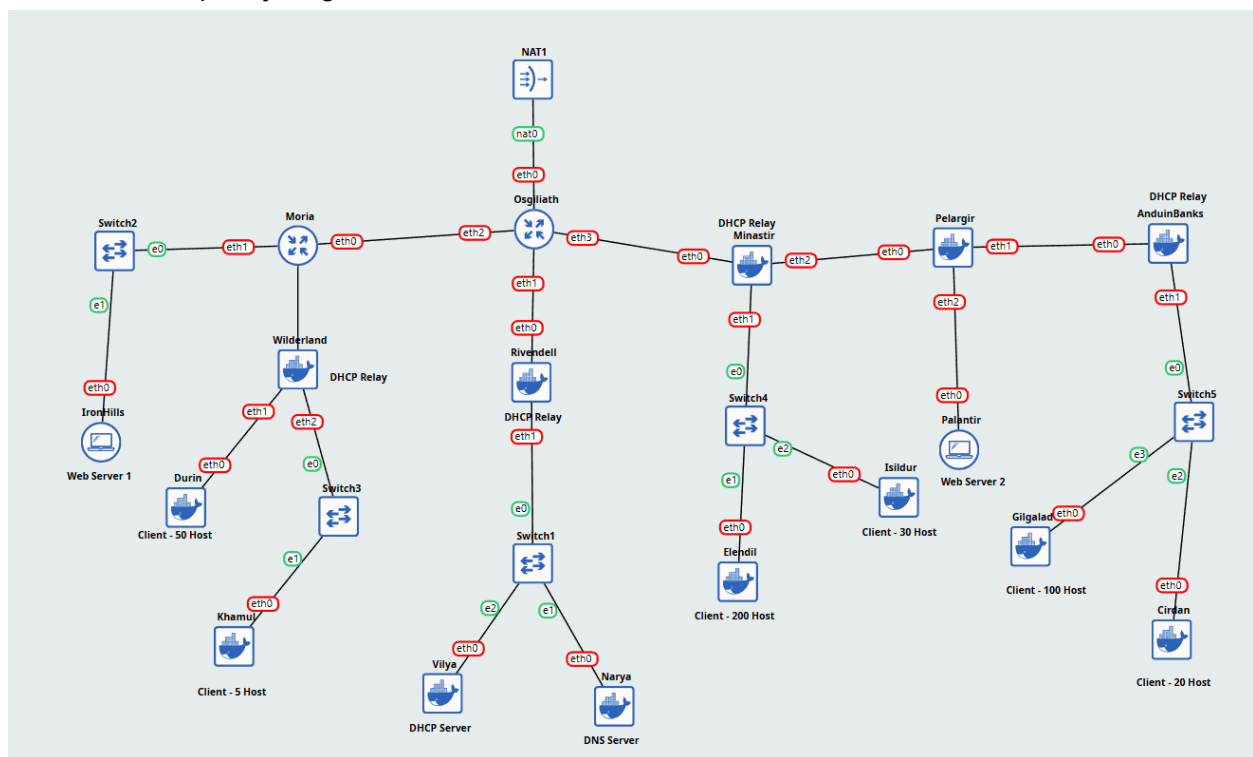 NAT1
nat0
eth0
Osgiliath
eth2
eth3
eth1
Switch2
e0
eth1
Moria
eth0
e1
eth0
IronHills
Web Server 1
Wilderland
DHCP Relay
eth1
eth2
eth0
e0
Durin
Client - 50 Host
Switch3
e1
eth0
Khamul
Client - 5 Host
eth0
Rivendell
DHCP Relay
eth1
e0
Switch1
e2
e1
eth0
eth0
Vilya
DHCP Server
Narya
DNS Server
DHCP Relay
Minastir
eth0
eth2
eth1
e0
Switch4
e2
e1
eth0
Isildur
Client - 30 Host
eth0
Elendil
Client - 200 Host
Pelargir
eth0
eth1
eth2
eth0
Palantir
Web Server 2
DHCP Relay
AnduinBanks
eth0
eth1
e0
Switch5
e3
e2
Gilgalad
eth0
Client - 100 Host
eth0
Cirdan
Client - 20 Host